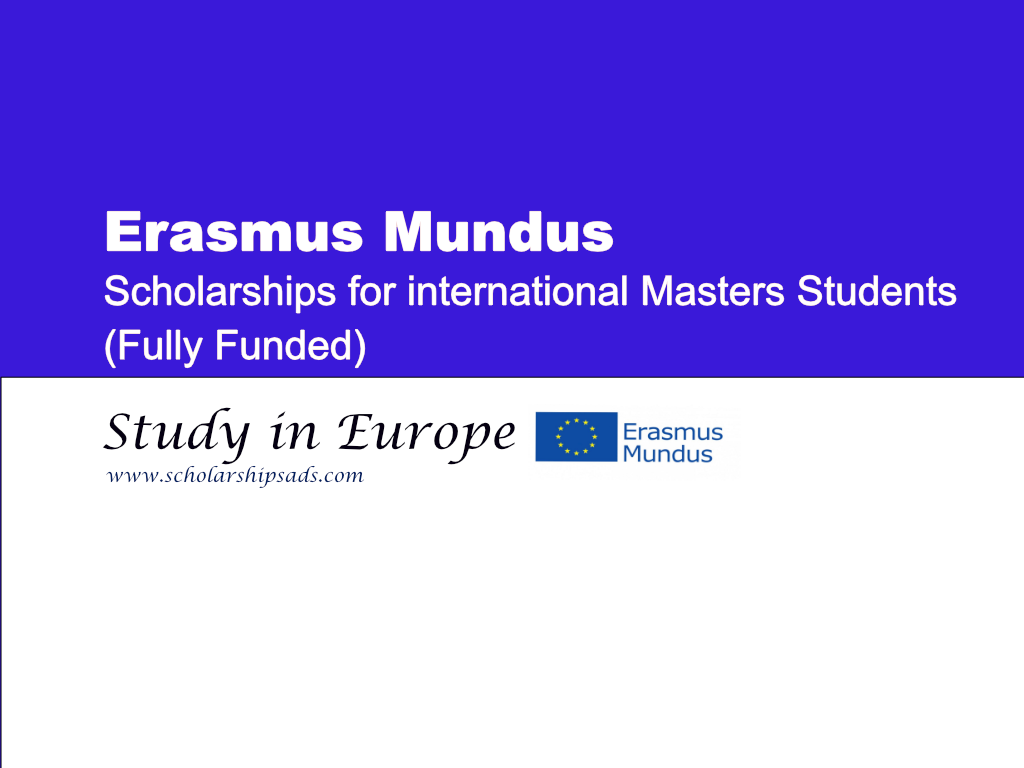 Erasmus Mundus
Scholarships for international Masters Students
(Fully Funded)
Study in Europe
Erasmus
Mundus
www.scholarshipsads.com